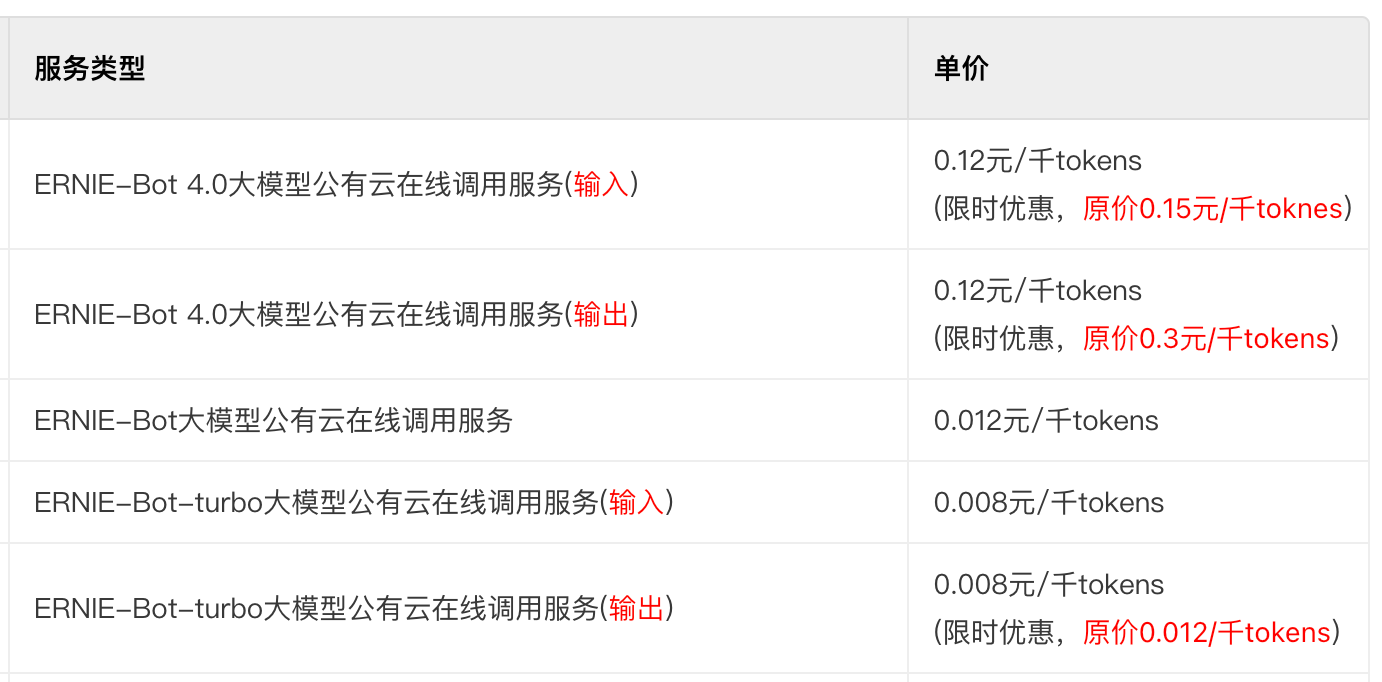 服务类型
单价
ERNIE-Bot 4.0大模型公有云在线调用服务(输入)
0.12元/千tokens
(限时优惠，原价0.15元/千toknes)
ERNIE-Bot 4.0大模型公有云在线调用服务(输出)
0.12元/千tokens
(限时优惠，原价0.3元/千tokens)
ERNIE-Bot大模型公有云在线调用服务
0.012元/千tokens
ERNIE-Bot-turbo大模型公有云在线调用服务(输入)
0.008元/千tokens
ERNIE-Bot-turbo大模型公有云在线调用服务(输出)
0.008元/千tokens
(限时优惠，原价0.012/千tokens)